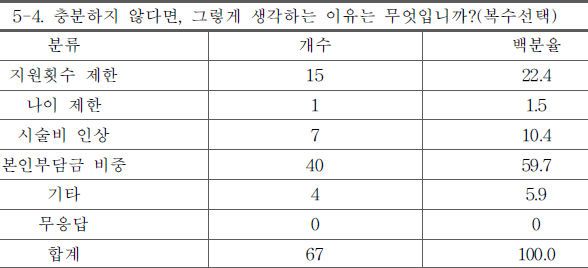 5-4. 충분하지 않다면, 그렇게 생각하는 이유는 무엇입니까?(복수선택)
분류 개수 백분율
지원횟수 제한 15 22.4
나이 제한 1 1.5
시술비 인상 7 10.4
본인부담금 비중 40 59.7
기타 4 5.9
무응답 0 0
합계 67 100.0